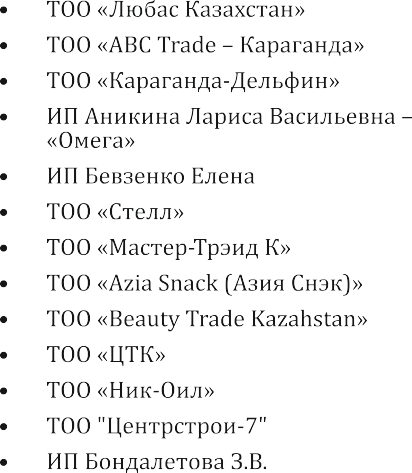 • ТОО «Любас Казахстан»
• ТОО «ABC Trade – Караганда»
• ТОО «Караганда-Дельфин»
• ИП Аникина Лариса Васильевна –
«Омега»
• ИП Бевзенко Елена
• ТОО «Стелл»
• ТОО «Мастер-Трэид К»
• ТОО «Azia Snack (Азия Снэк)»
• ТОО «Beauty Trade Kazahstan»
• ТОО «ЦТК»
• ТОО «Ник-Оил»
• ТОО "Центрстрои-7"
• ИП Бондалетова З.В.